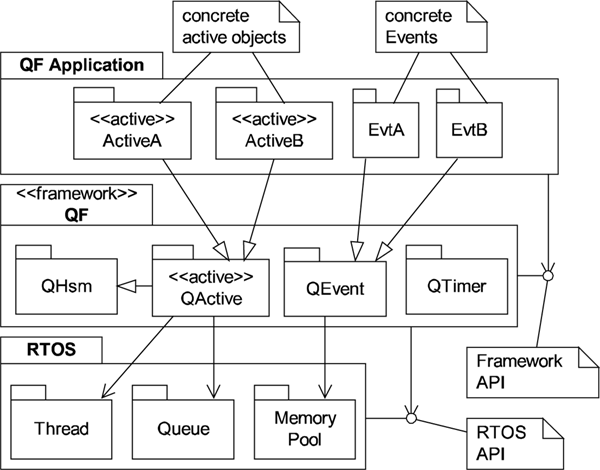 concrete
active objects
concrete
Events
QF Application
<<active>>
ActiveA
<<active>>
ActiveB
EvtA
EvtB
<<framework>>
QF
QHsm
<<active>>
QActive
QEvent
QTimer
RTOS
Thread
Queue
Memory
Pool
Framework
API
RTOS
API